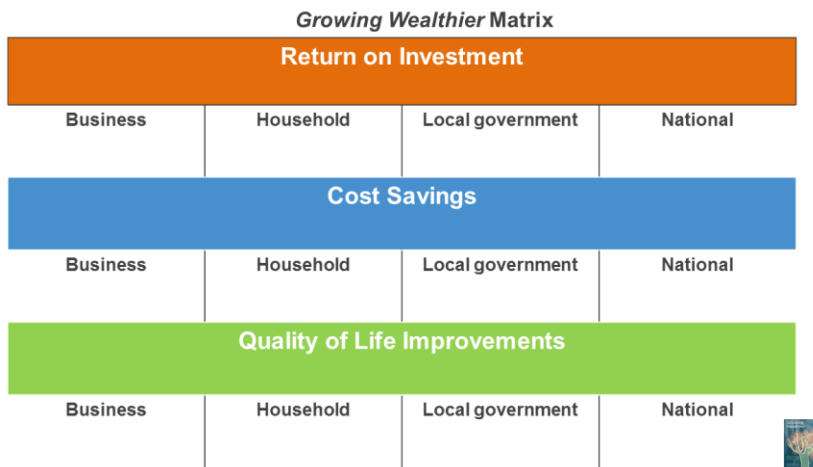 Growing Wealthier Matrix
Return on Investment
Business Household Local government National
Cost Savings
Business Household Local government National
Quality of Life Improvements
Business Household Local government National